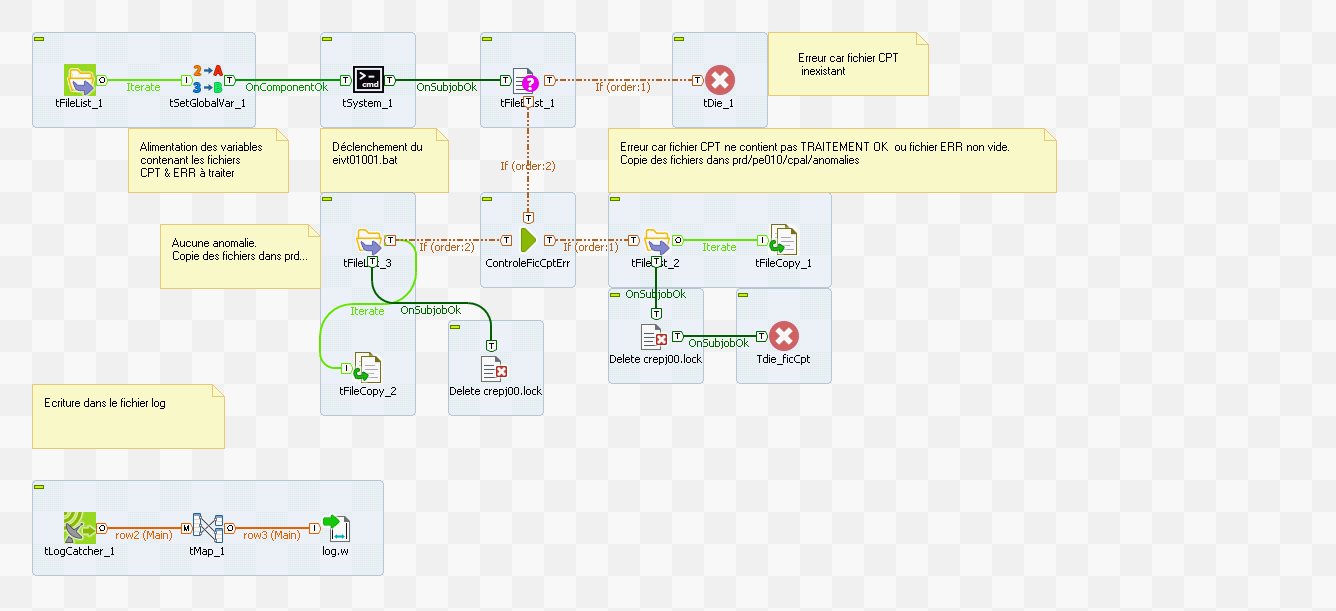 tFileList_1
O
Iterate
I
tSetGlobalVar_1
T
OnComponentOk
T
cmd
tSystem_1
T
OnSubjobOk
T
T
If (order:1)
T
tDie_1
Erreur car fichier CPT
inexistant
Alimentation des variables
contenant les fichiers
CPT & ERR à traiter
Déclenchement du
eivt01001.bat
T
If (order:2)
T
Erreur car fichier CPT ne contient pas TRAITEMENT OK ou fichier ERR non vide.
Copie des fichiers dans prd/pe010/cpal/anomalies
Aucune anomalie.
Copie des fichiers dans prd...
T
If (order:2)
T
ControleFicCptErr
T
If (order:1)
T
O
Iterate
I
tFileCopy_1
T
T
OnSubjobOk
T
Delete crepj00.lock
T
OnSubjobOk
T
Tdie_ficCpt
Iterate
OnSubjobOk
T
Delete crepj00.lock
I
tFileCopy_2
Ecriture dans le fichier log
tLogCatcher_1
O
row2 (Main)
M
tMap_1
O
row3 (Main)
I
log.w